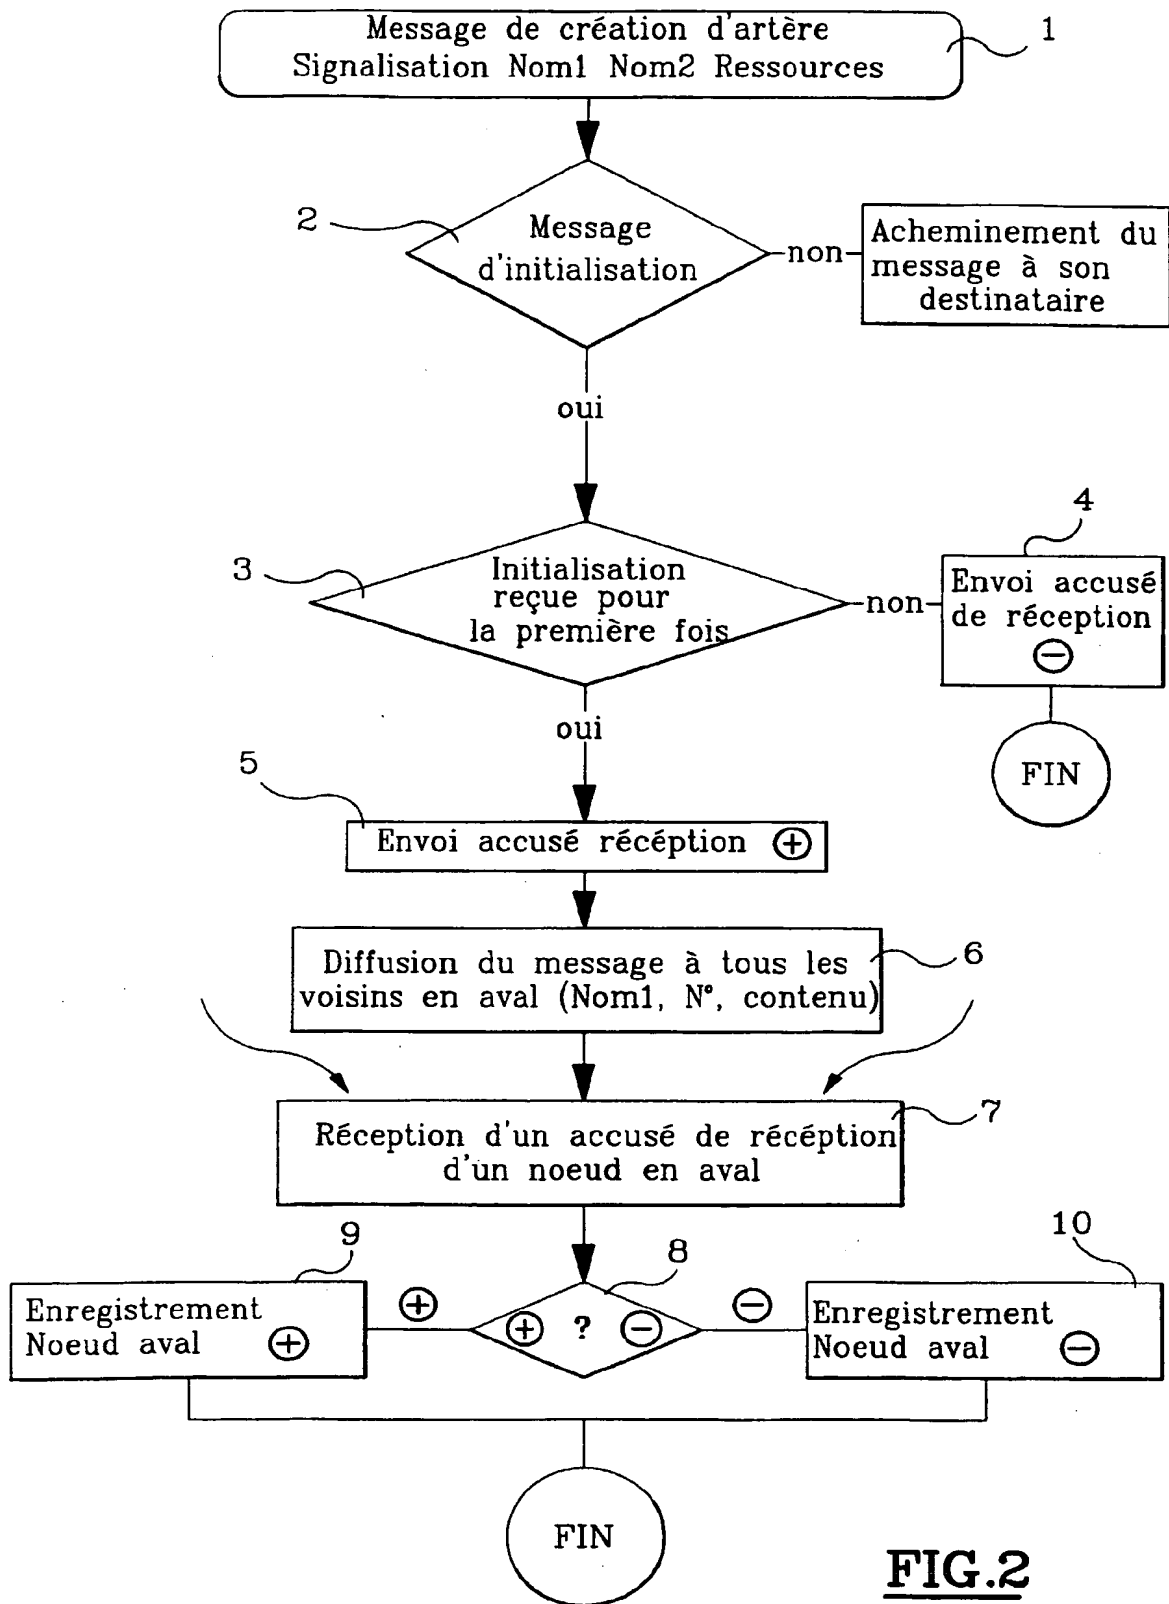 Message de création d'artère
Signalisation Nom1 Nom2 Ressources
1
2
Message
d'initialisation
non
Acheminement du
message à son
destinataire
oui
3
Initialisation
reçue pour
la première fois
non
4
Envoi accusé
de réception
⊖
FIN
oui
5
Envoi accusé récéption ⊕
Diffusion du message à tous les
voisins en aval (Nom1, N°, contenu)
6
Réception d'un accusé de récéption
d'un noeud en aval
7
8
⊕ ? ⊖
⊕
⊖
9
Enregistrement
Noeud aval ⊕
10
Enregistrement
Noeud aval ⊖
FIN
FIG.2